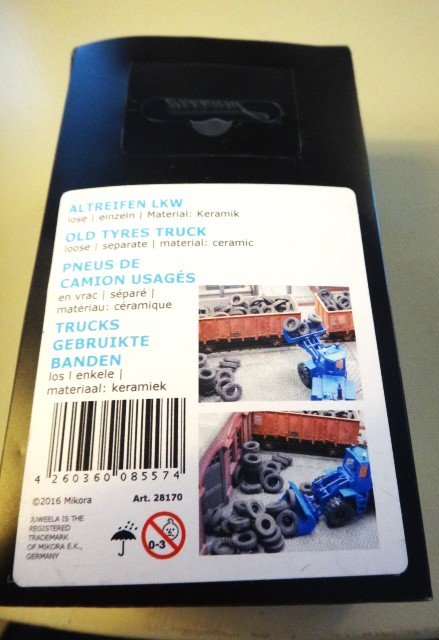 ALTREIFEN LKW
lose | einzeln | Material: Keramik
OLD TYRES TRUCK
loose | separate | material: ceramic
PNEUS DE
CAMION USAGÉS
en vrac | séparé |
matériau: céramique
TRUCKS
GEBRUIKTE
BANDEN
los | enkele |
materiaal: keramiek
4 260360 085574
©2016 Mikora
Art. 28170
JUWEELA IS THE
REGISTERED
TRADEMARK
OF MIKORA E.K.,
GERMANY
0-3